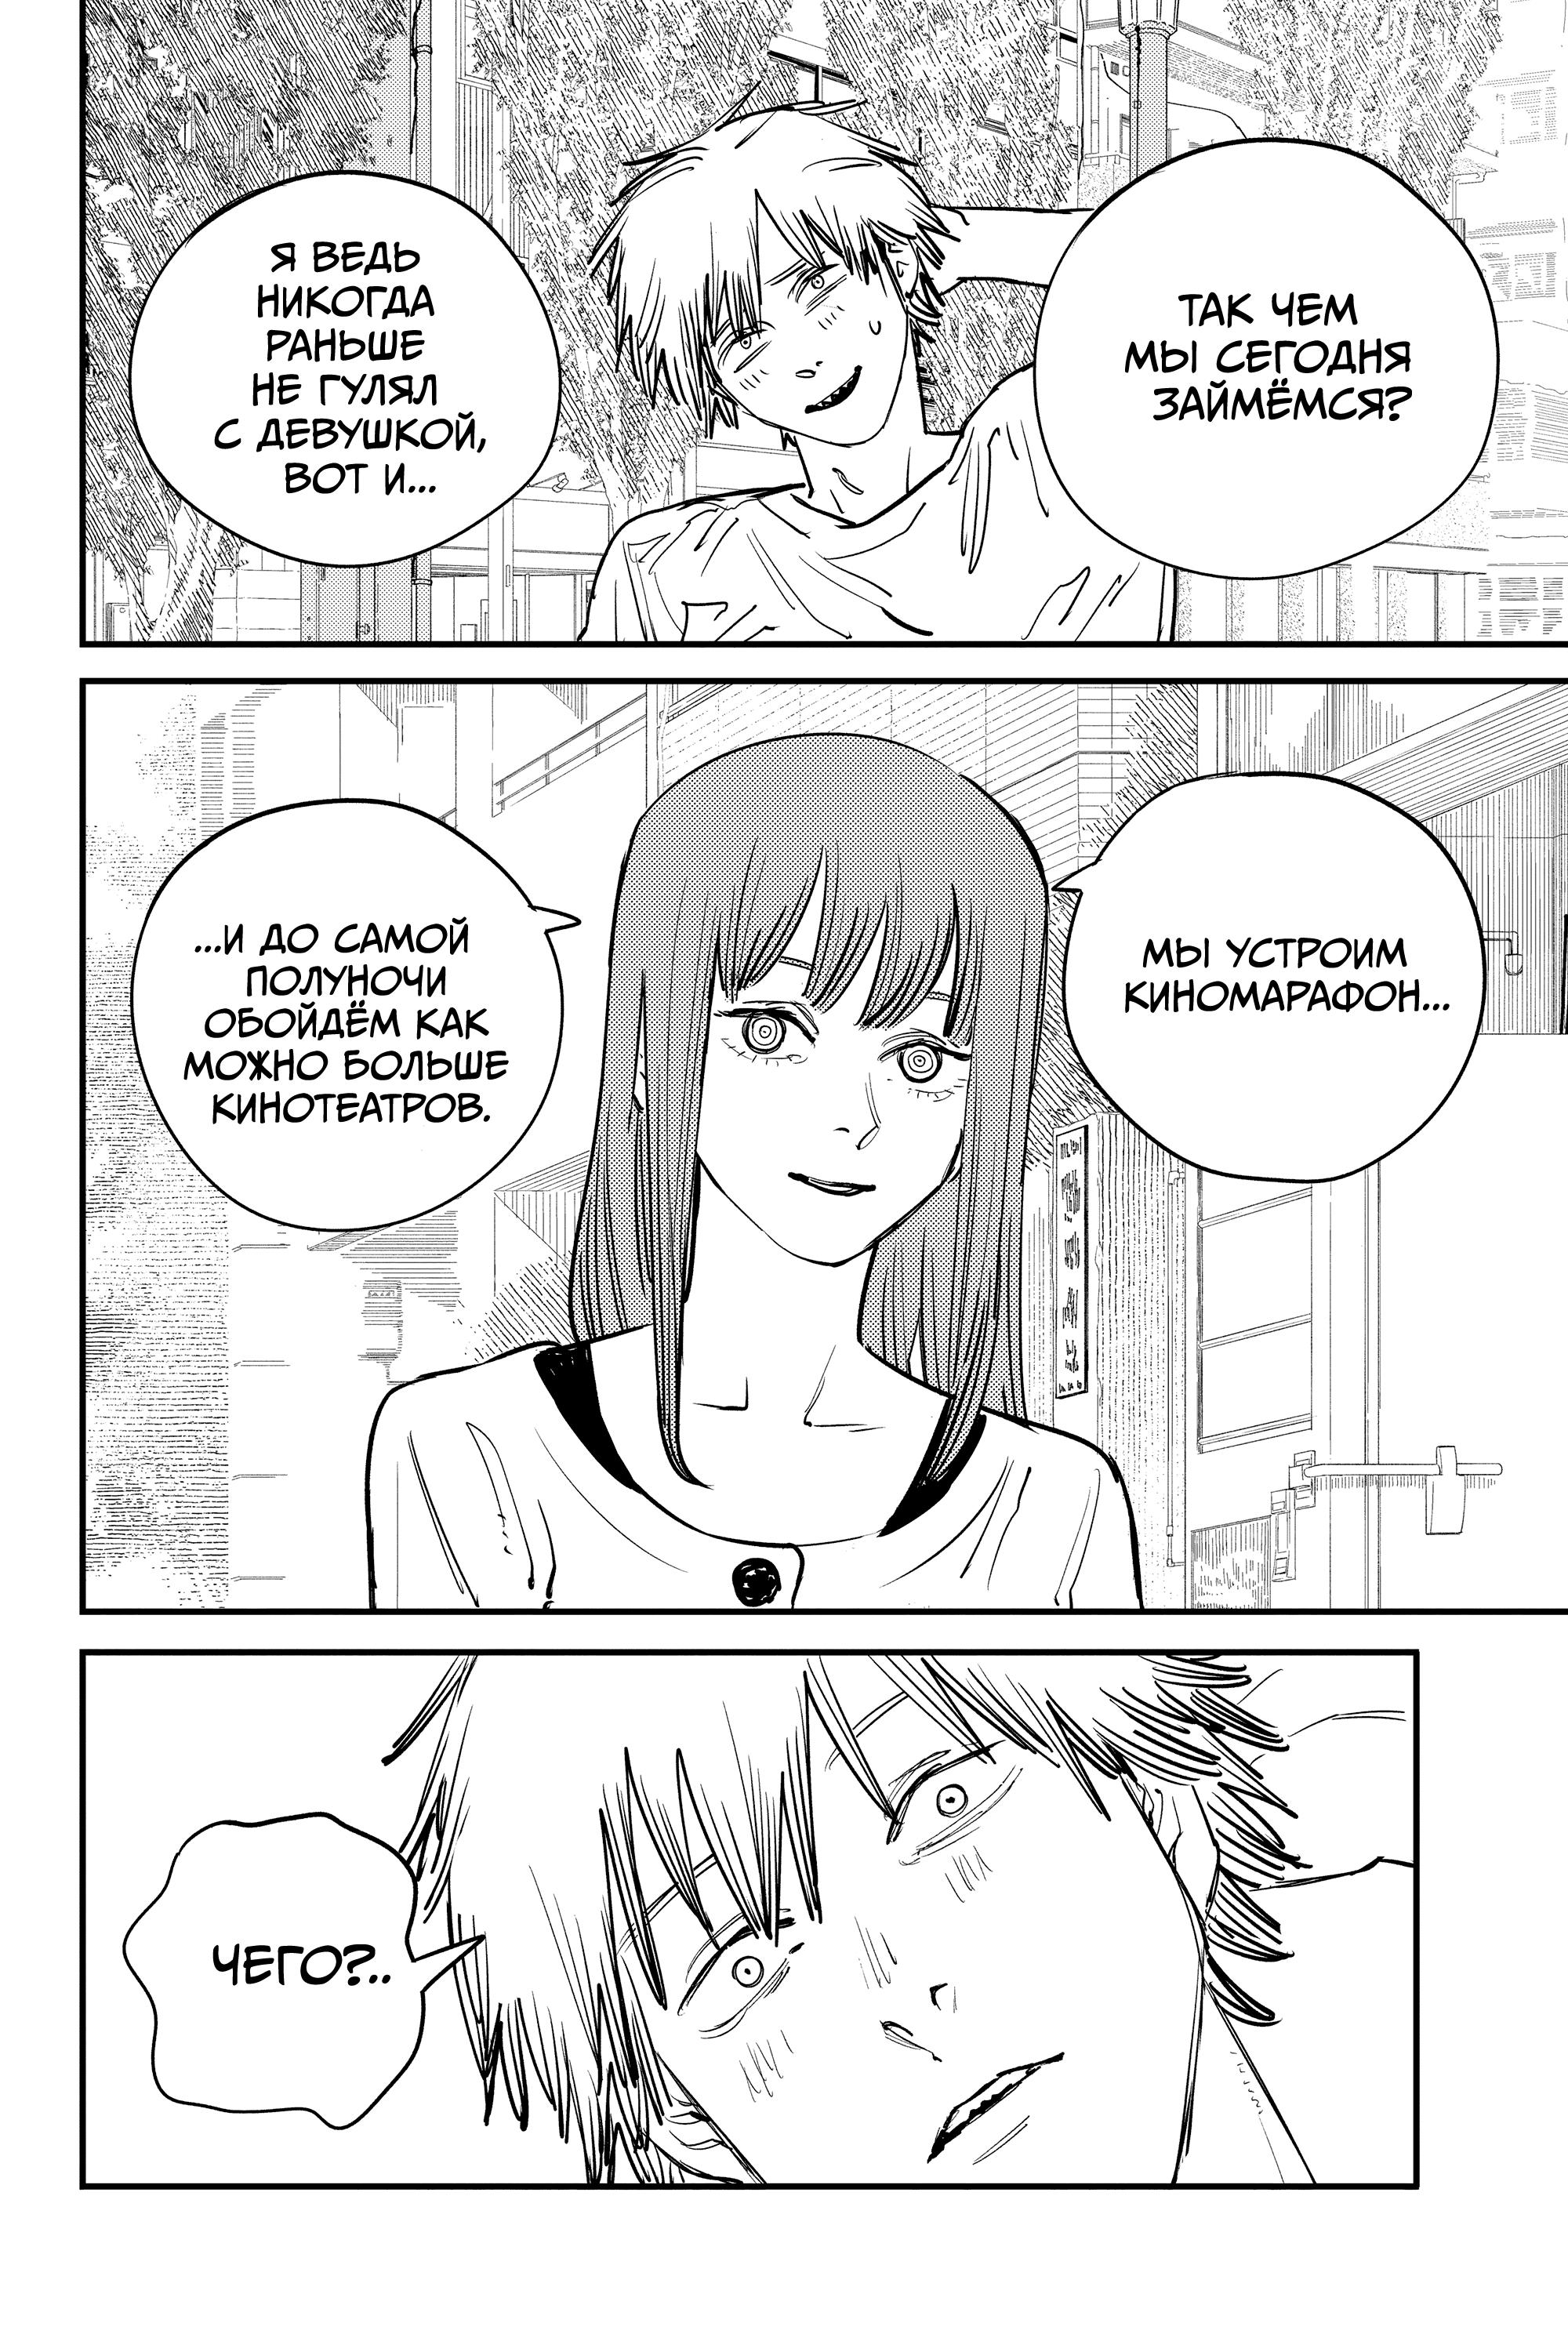 ТАК ЧЕМ
МЫ СЕГОДНЯ
ЗАЙМЁМСЯ?
Я ВЕДЬ
НИКОГДА
РАНЬШЕ
НЕ ГУЛЯЛ
С ДЕВУШКОЙ,
ВОТ И...
МЫ УСТРОИМ
КИНОМАРАФОН...
...И ДО САМОЙ
ПОЛУНОЧИ
ОБОЙДЁМ КАК
МОЖНО БОЛЬШЕ
КИНОТЕАТРОВ.
ЧЕГО?..